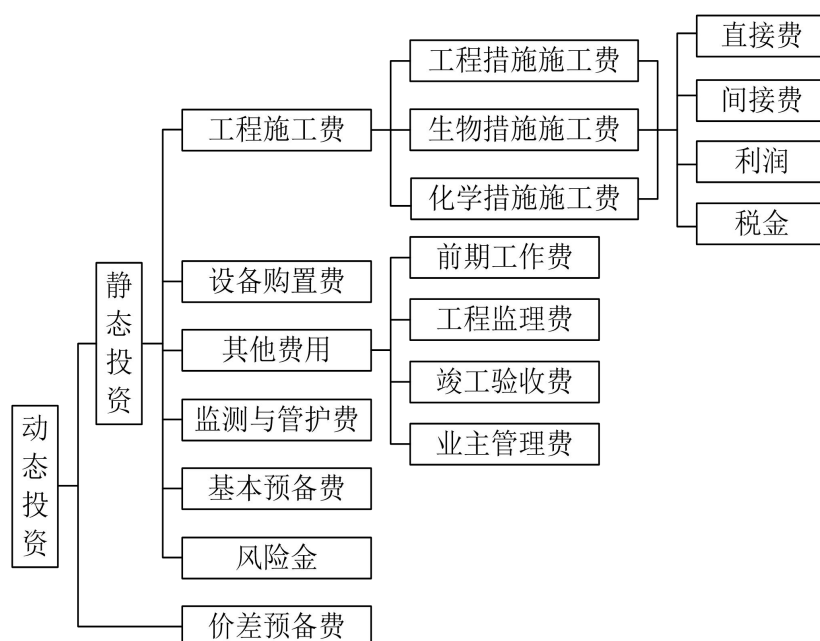 动态投资
静态投资
工程施工费
工程措施施工费
生物措施施工费
化学措施施工费
直接费
间接费
利润
税金
设备购置费
其他费用
前期工作费
工程监理费
竣工验收费
业主管理费
监测与管护费
基本预备费
风险金
价差预备费